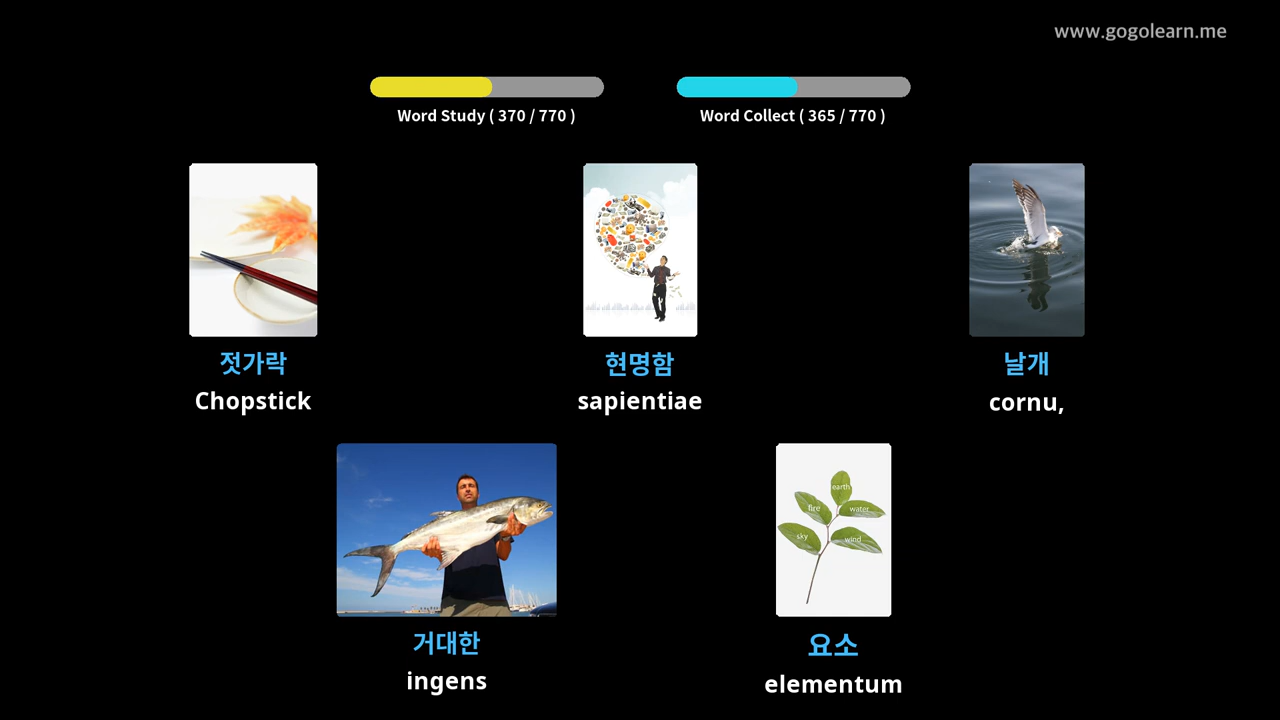 www.gogolearn.me
Word Study ( 370 / 770 )
Word Collect ( 365 / 770 )
젓가락
Chopstick
현명함
sapientiae
날개
cornu,
거대한
ingens
earth
fire
water
sky
wind
요소
elementum